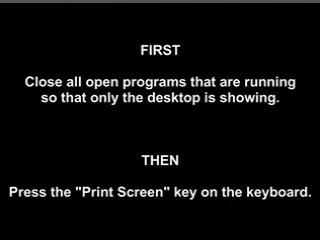 FIRST
Close all open programs that are running
so that only the desktop is showing.
THEN
Press the "Print Screen" key on the keyboard.